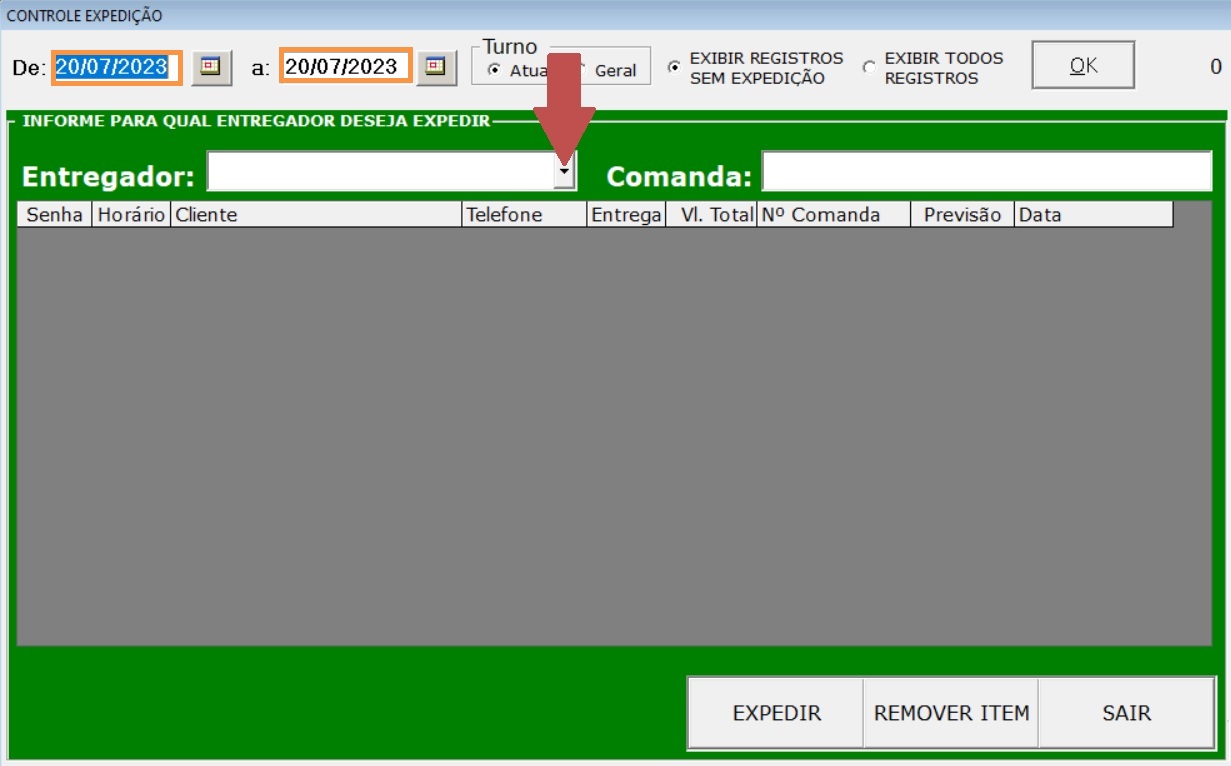 CONTROLE EXPEDIÇÃO
De: 20/07/2023 a: 20/07/2023
Turno
Geral
EXIBIR REGISTROS
SEM EXPEDIÇÃO
EXIBIR TODOS
REGISTROS
OK
0
INFORME PARA QUAL ENTREGADOR DESEJA EXPEDIR
Entregador: Comanda:
Senha Horário Cliente Telefone Entrega Vl. Total Nº Comanda Previsão Data
EXPEDIR REMOVER ITEM SAIR